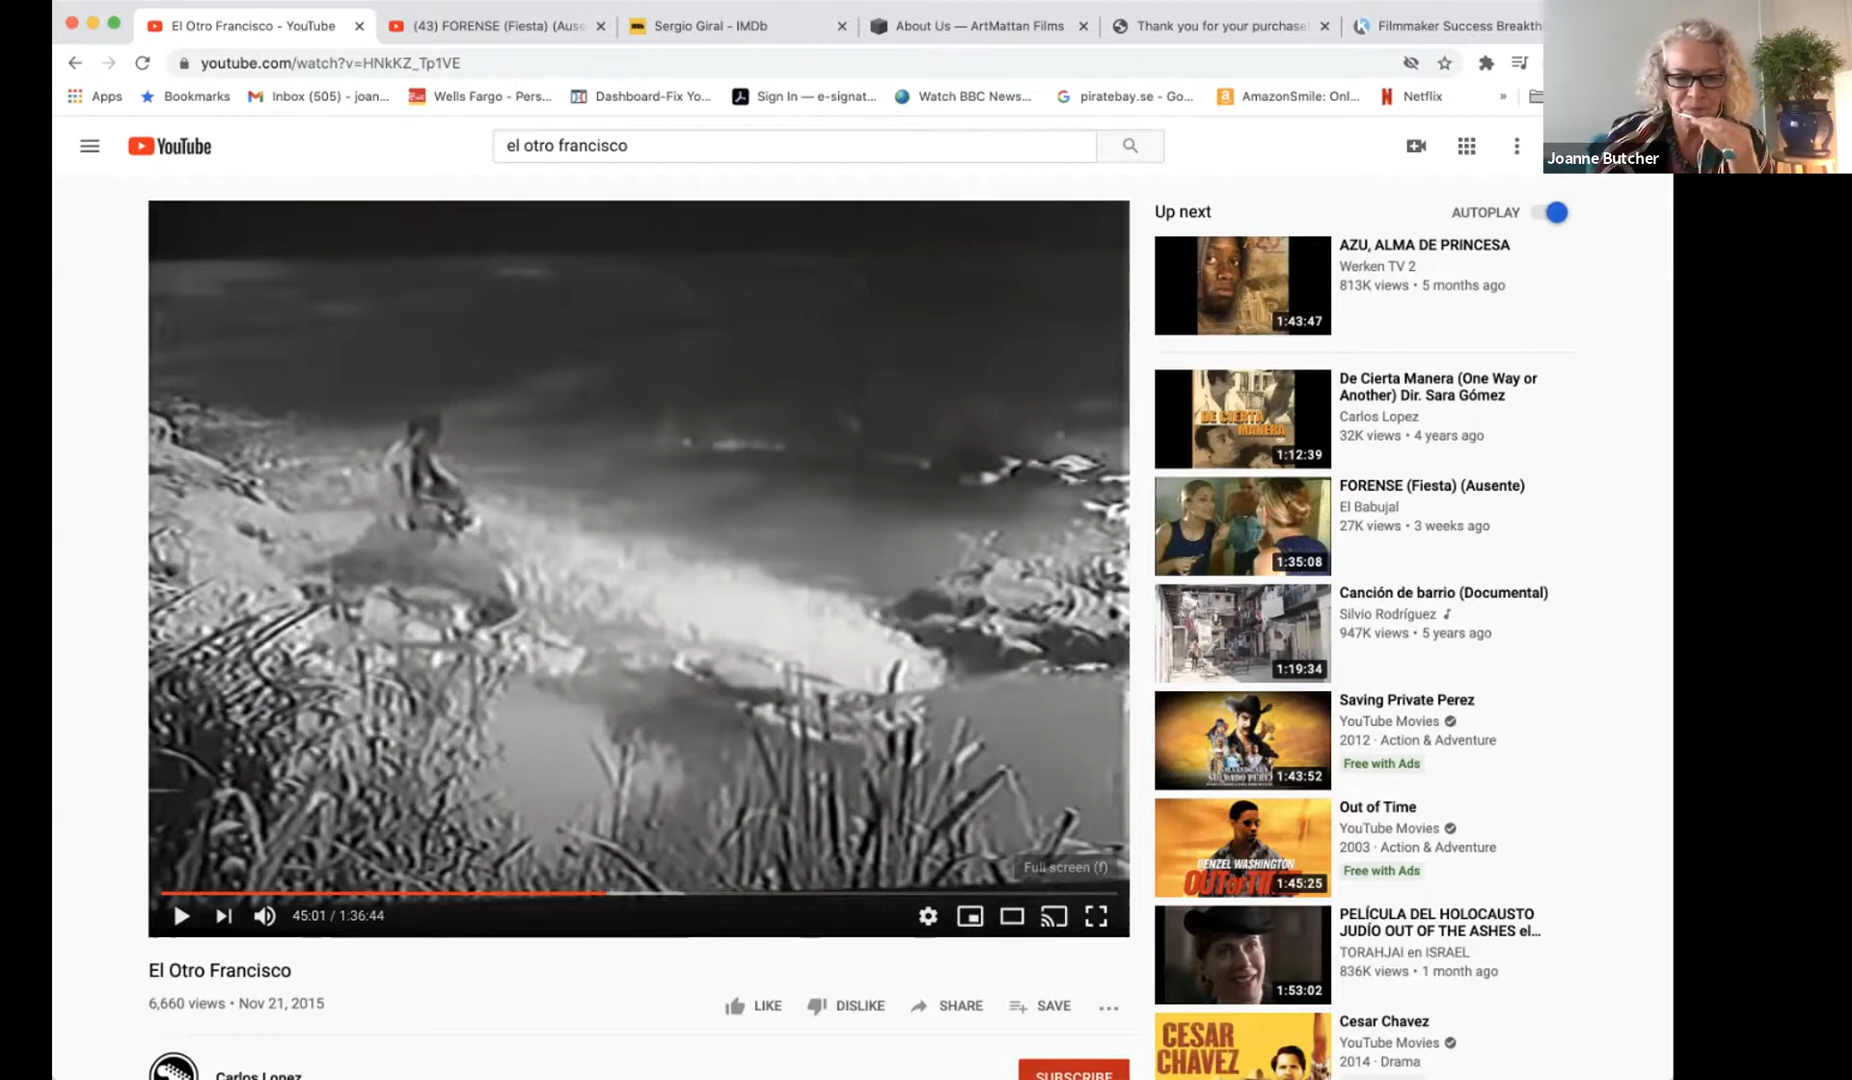 El Otro Francisco - YouTube
(43) FORENSE (Fiesta) (Ause
Sergio Giral - IMDb
About Us — ArtMattan Films
Thank you for your purchase!
Filmmaker Success Breakth
youtube.com/watch?v=HNkKZ_Tp1VE
Apps
Bookmarks
Inbox (505) - joan...
Wells Fargo - Pers...
Dashboard-Fix Yo...
Sign In — e-signat...
Watch BBC News...
piratebay.se - Go...
AmazonSmile: Onl...
Netflix
»
Joanne Butcher
YouTube
el otro francisco
Up next
AUTOPLAY
AZU, ALMA DE PRINCESA
Werken TV 2
813K views • 5 months ago
1:43:47
De Cierta Manera (One Way or
Another) Dir. Sara Gómez
Carlos Lopez
32K views • 4 years ago
DE CIERTA
MANERA
1:12:39
FORENSE (Fiesta) (Ausente)
El Babujal
27K views • 3 weeks ago
1:35:08
Canción de barrio (Documental)
Silvio Rodríguez
947K views • 5 years ago
1:19:34
Saving Private Perez
YouTube Movies
2012 · Action & Adventure
Free with Ads
1:43:52
Out of Time
YouTube Movies
2003 · Action & Adventure
Free with Ads
DENZEL WASHINGTON
OUT OF TIME
1:45:25
PELÍCULA DEL HOLOCAUSTO
JUDÍO OUT OF THE ASHES el...
TORAHJAI en ISRAEL
836K views • 1 month ago
1:53:02
Cesar Chavez
YouTube Movies
2014 · Drama
CESAR
CHAVEZ
Full screen (f)
45:01 / 1:36:44
El Otro Francisco
6,660 views • Nov 21, 2015
LIKE
DISLIKE
SHARE
SAVE
Carlos Lopez
SUBSCRIBE